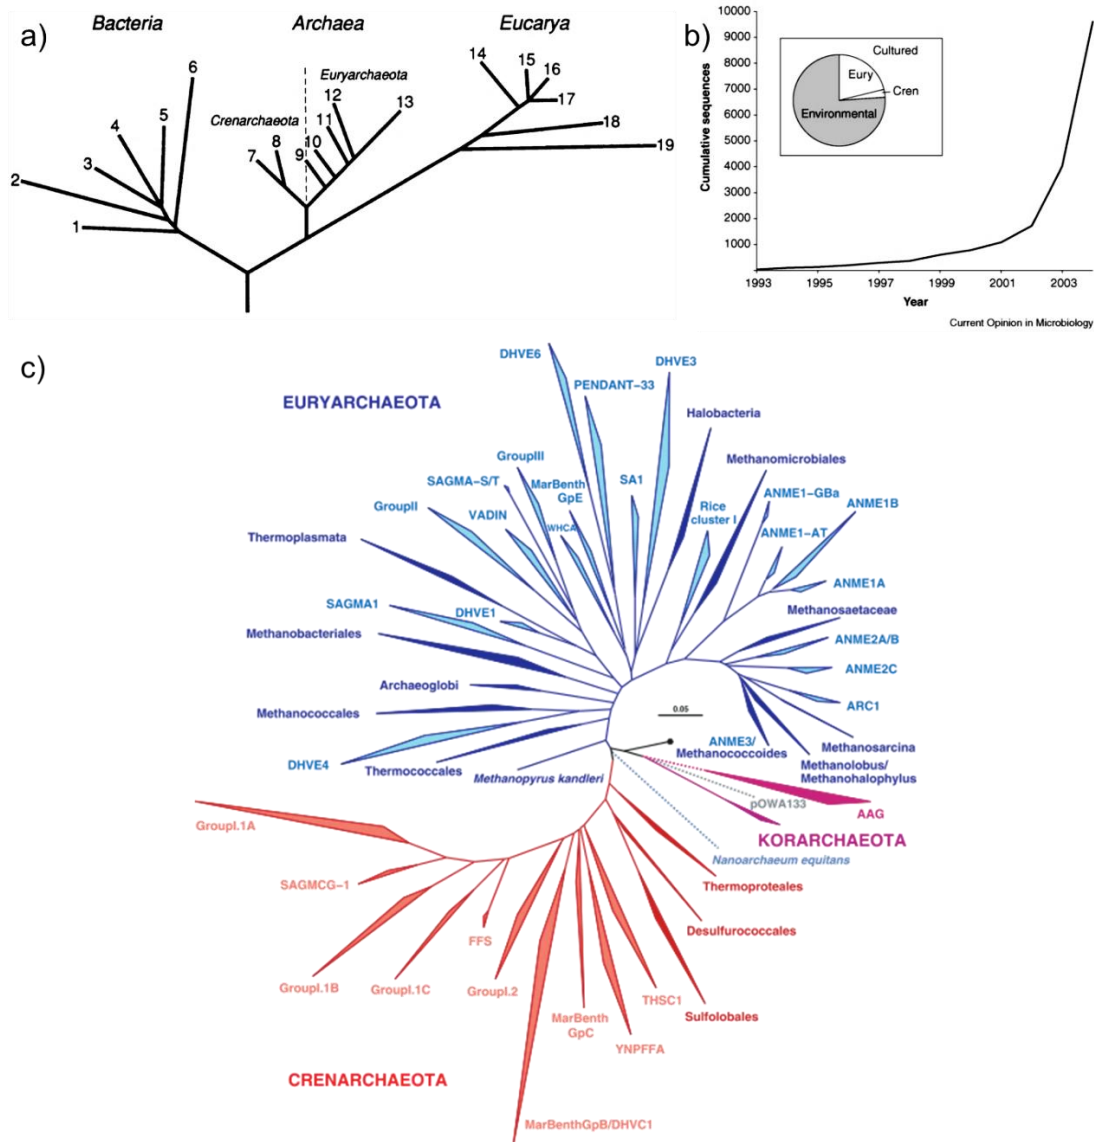 a)
Bacteria
Archaea
Eucarya
Euryarchaeota
Crenarchaeota
1
2
3
4
5
6
7
8
9
10
11
12
13
14
15
16
17
18
19
b)
Cumulative sequences
10000
9000
8000
7000
6000
5000
4000
3000
2000
1000
1993
1995
1997
1999
2001
2003
Year
Cultured
Eury
Cren
Environmental
Current Opinion in Microbiology
c)
EURYARCHAEOTA
DHVE6
PENDANT-33
DHVE3
Halobacteria
GroupIII
SAGMA-S/T
MarBenth
GpE
SA1
Methanomicrobiales
GroupII
VADIN
WHCA
Rice
cluster I
ANME1-GBa
ANME1B
ANME1-AT
Thermoplasmata
ANME1A
SAGMA1
DHVE1
Methanosaetaceae
Methanobacteriales
ANME2A/B
ANME2C
Archaeoglobi
ARC1
Methanococcales
0.05
ANME3/
Methanococcoides
Methanosarcina
DHVE4
Thermococcales
Methanopyrus kandleri
Methanolobus/
Methanohalophylus
pOWA133
AAG
KORARCHAEOTA
Nanoarchaeum equitans
GroupI.1A
Thermoproteales
SAGMCG-1
Desulfurococcales
FFS
GroupI.1B
GroupI.1C
GroupI.2
THSC1
MarBenth
GpC
Sulfolobales
YNPFFA
CRENARCHAEOTA
MarBenthGpB/DHVC1